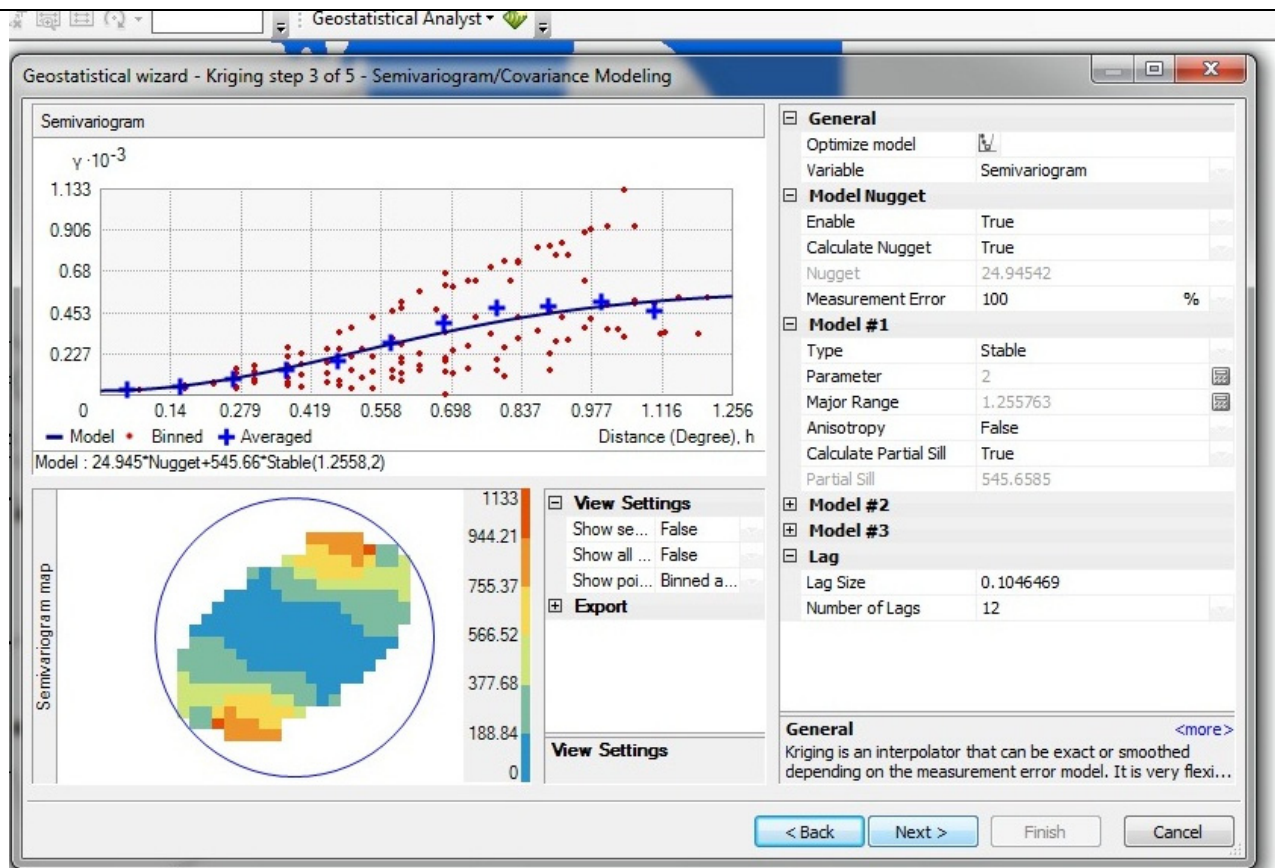 Geostatistical Analyst
Geostatistical wizard - Kriging step 3 of 5 - Semivariogram/Covariance Modeling
Semivariogram
γ·10⁻³
1.133
0.906
0.68
0.453
0.227
0 0.14 0.279 0.419 0.558 0.698 0.837 0.977 1.116 1.256
Model Binned Averaged Distance (Degree), h
Model : 24.945*Nugget+545.66*Stable(1.2558,2)
Semivariogram map
1133
944.21
755.37
566.52
377.68
188.84
0
View Settings
Show se... False
Show all ... False
Show poi... Binned a...
Export
View Settings
General
Optimize model
Variable Semivariogram
Model Nugget
Enable True
Calculate Nugget True
Nugget 24.94542
Measurement Error 100 %
Model #1
Type Stable
Parameter 2
Major Range 1.255763
Anisotropy False
Calculate Partial Sill True
Partial Sill 545.6585
Model #2
Model #3
Lag
Lag Size 0.1046469
Number of Lags 12
General <more>
Kriging is an interpolator that can be exact or smoothed
depending on the measurement error model. It is very flexi...
< Back Next > Finish Cancel